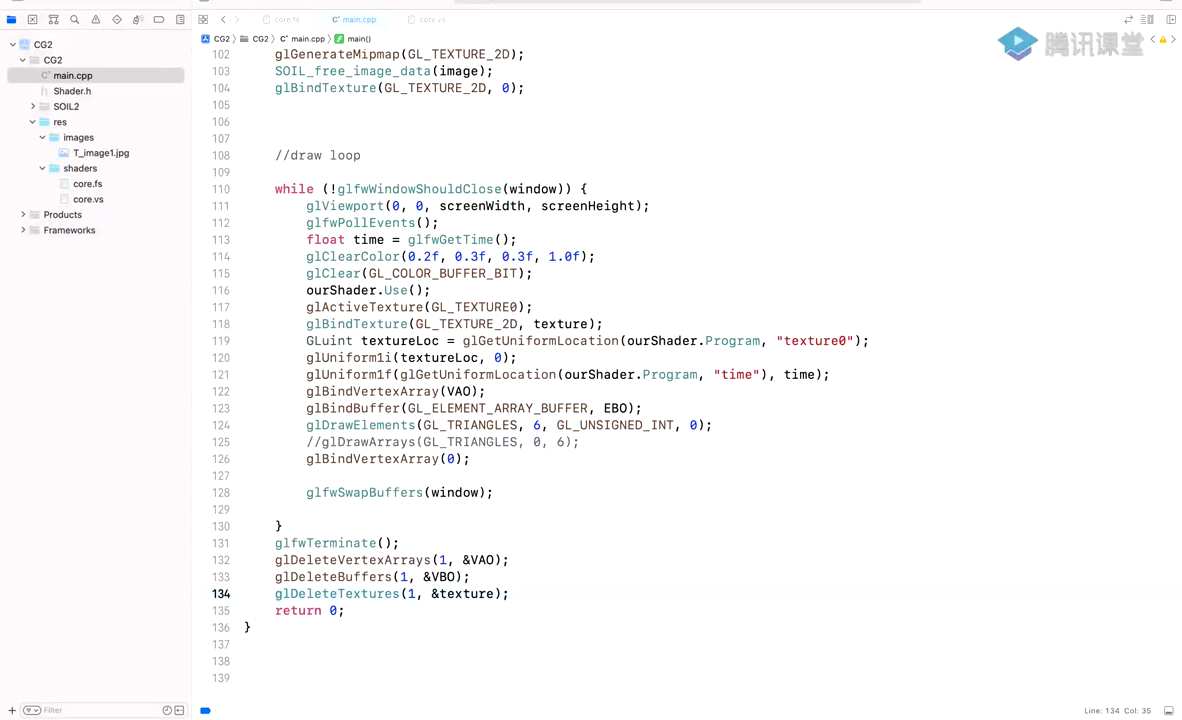 core.fs
main.cpp
core.vs
CG2 〉 CG2 〉 main.cpp 〉 main()
腾讯课堂
CG2
CG2
main.cpp
Shader.h
SOIL2
res
images
T_image1.jpg
shaders
core.fs
core.vs
Products
Frameworks
102 glGenerateMipmap(GL_TEXTURE_2D);
103 SOIL_free_image_data(image);
104 glBindTexture(GL_TEXTURE_2D, 0);
105
106
107
108 //draw loop
109
110 while (!glfwWindowShouldClose(window)) {
111 glViewport(0, 0, screenWidth, screenHeight);
112 glfwPollEvents();
113 float time = glfwGetTime();
114 glClearColor(0.2f, 0.3f, 0.3f, 1.0f);
115 glClear(GL_COLOR_BUFFER_BIT);
116 ourShader.Use();
117 glActiveTexture(GL_TEXTURE0);
118 glBindTexture(GL_TEXTURE_2D, texture);
119 GLuint textureLoc = glGetUniformLocation(ourShader.Program, "texture0");
120 glUniform1i(textureLoc, 0);
121 glUniform1f(glGetUniformLocation(ourShader.Program, "time"), time);
122 glBindVertexArray(VAO);
123 glBindBuffer(GL_ELEMENT_ARRAY_BUFFER, EBO);
124 glDrawElements(GL_TRIANGLES, 6, GL_UNSIGNED_INT, 0);
125 //glDrawArrays(GL_TRIANGLES, 0, 6);
126 glBindVertexArray(0);
127
128 glfwSwapBuffers(window);
129
130 }
131 glfwTerminate();
132 glDeleteVertexArrays(1, &VAO);
133 glDeleteBuffers(1, &VBO);
134 glDeleteTextures(1, &texture);
135 return 0;
136 }
137
138
139
Filter
Line: 134 Col: 35